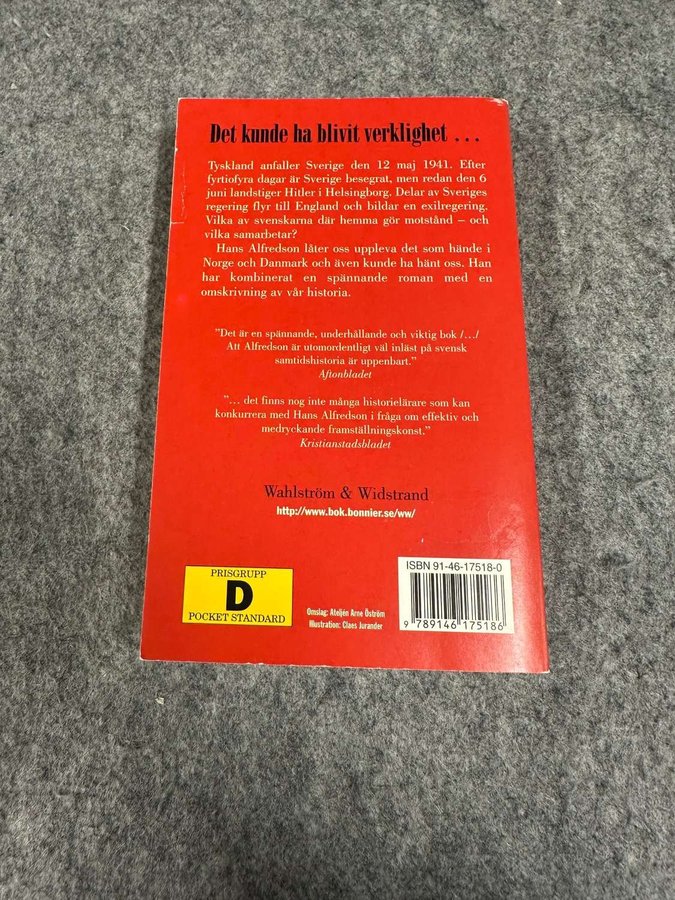 Det kunde ha blivit verklighet . . .
Tyskland anfaller Sverige den 12 maj 1941. Efter
fyrtiofyra dagar är Sverige besegrat, men redan den 6
juni landstiger Hitler i Helsingborg. Delar av Sveriges
regering flyr till England och bildar en exilregering.
Vilka av svenskarna där hemma gör motstånd – och
vilka samarbetar?
Hans Alfredson låter oss uppleva det som hände i
Norge och Danmark och även kunde ha hänt oss. Han
har kombinerat en spännande roman med en
omskrivning av vår historia.
”Det är en spännande, underhållande och viktig bok /…/
Att Alfredson är utomordentligt väl inläst på svensk
samtidshistoria är uppenbart.”
Aftonbladet
”… det finns nog inte många historielärare som kan
konkurrera med Hans Alfredson i fråga om effektiv och
medryckande framställningskonst.”
Kristianstadsbladet
Wahlström & Widstrand
http://www.bok.bonnier.se/ww/
PRISGRUPP
D
POCKET STANDARD
Omslag: Ateljén Arne Öström
Illustration: Claes Jurander
ISBN 91-46-17518-0
9 789146 175186